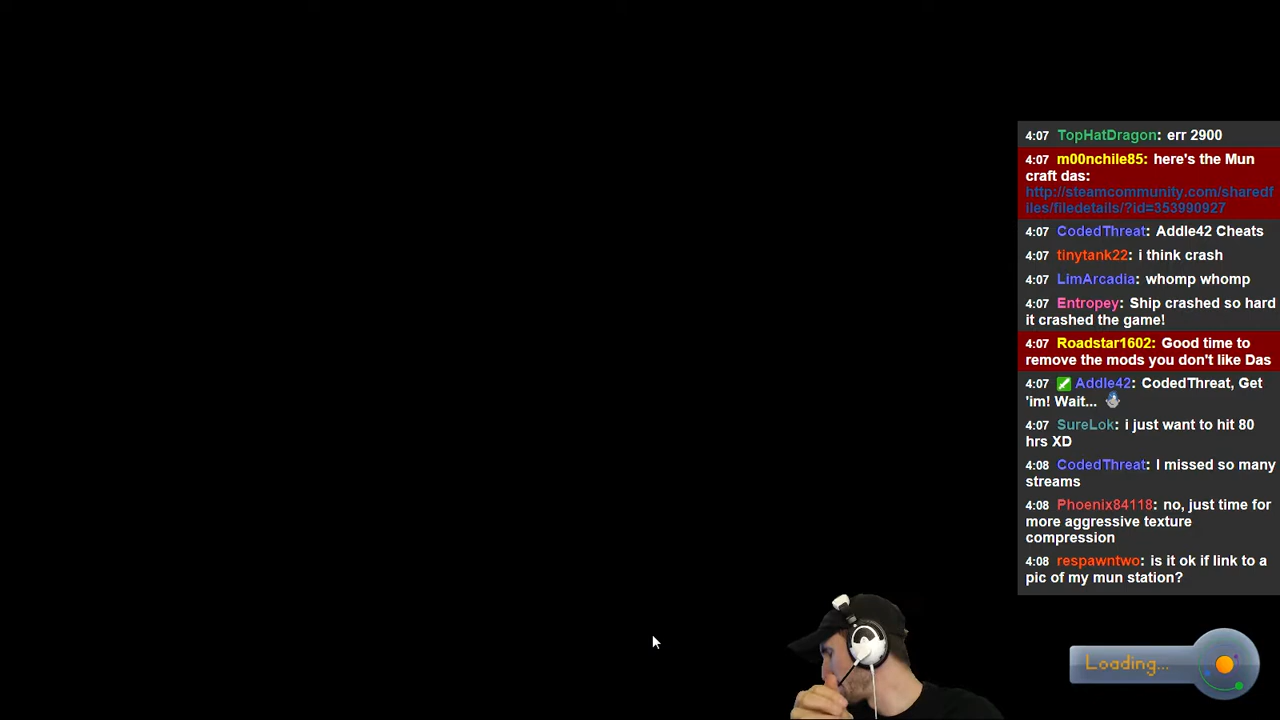 4:07 TopHatDragon: err 2900
4:07 m00nchile85: here's the Mun
craft das:
http://steamcommunity.com/sharedf
iles/filedetails/?id=353990927
4:07 CodedThreat: Addle42 Cheats
4:07 tinytank22: i think crash
4:07 LimArcadia: whomp whomp
4:07 Entropey: Ship crashed so hard
it crashed the game!
4:07 Roadstar1602: Good time to
remove the mods you don't like Das
4:07 Addle42: CodedThreat, Get
'im! Wait...
4:07 SureLok: i just want to hit 80
hrs XD
4:08 CodedThreat: I missed so many
streams
4:08 Phoenix84118: no, just time for
more aggressive texture
compression
4:08 respawntwo: is it ok if link to a
pic of my mun station?
Loading...